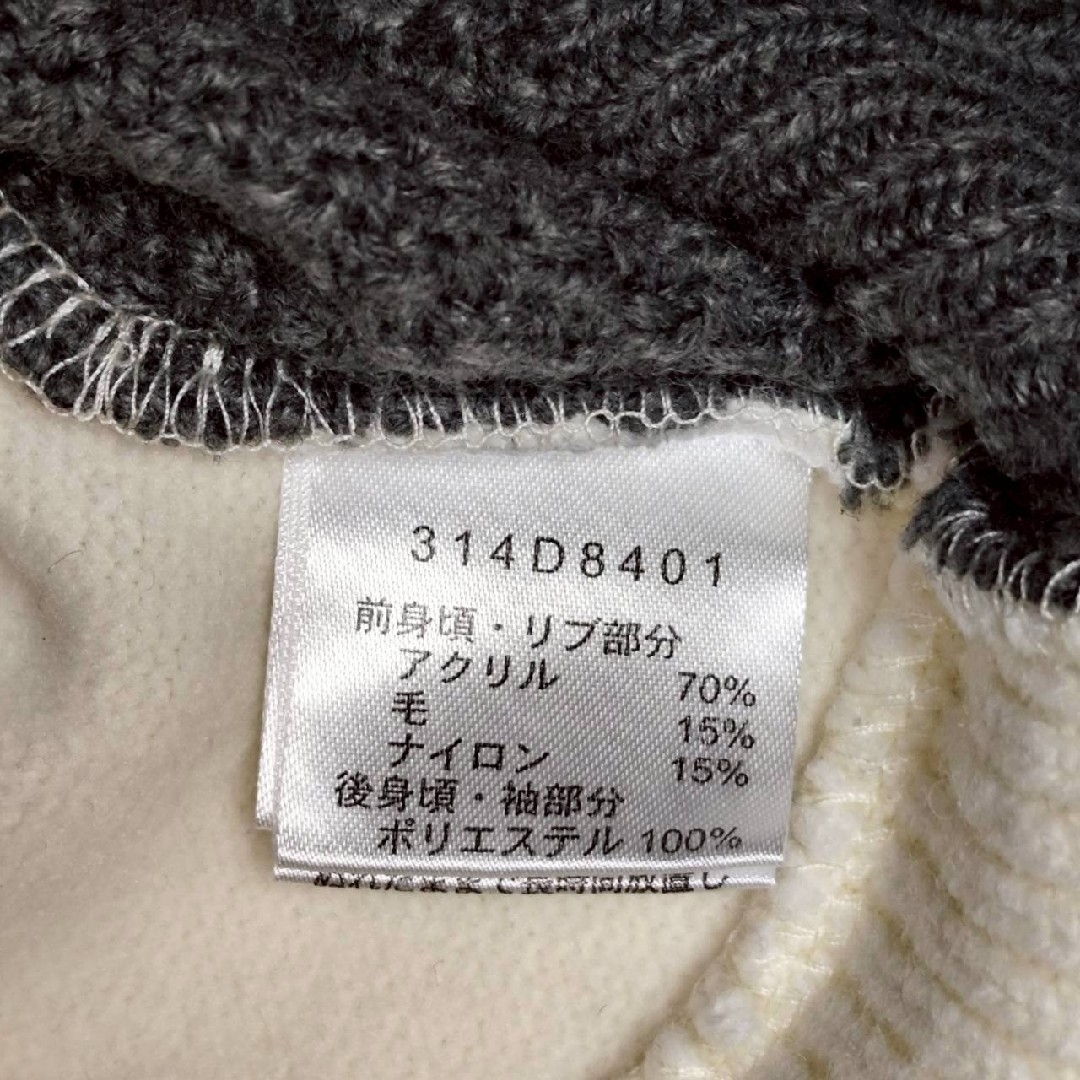 314D8401
前身頃・リブ部分
アクリル 70%
毛 15%
ナイロン 15%
後身頃・袖部分
ポリエステル 100%